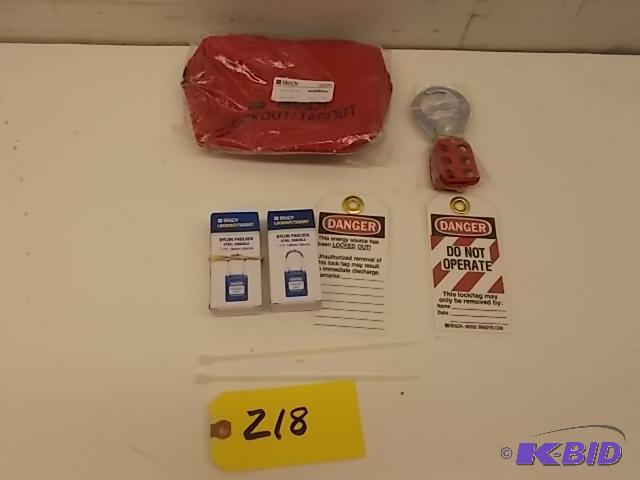 BRADY
LOCKOUT/TAGOUT
BRADY
LOCKOUT/TAGOUT
NYLON PADLOCK
STEEL SHACKLE
BRADY
LOCKOUT/TAGOUT
NYLON PADLOCK
STEEL SHACKLE
DANGER
This energy source has
been LOCKED OUT!
Unauthorized removal of
this lock/tag may result
in immediate discharge.
Remarks:
DANGER
DO NOT
OPERATE
This lock/tag may
only be removed by:
Name
Date
BRADY
218
© K-BID